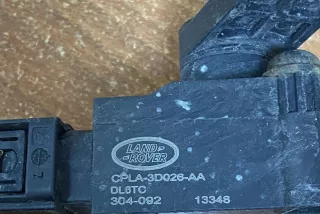 LAND
ROVER
CPLA-3D026-AA
DL8TC
304-092 13348